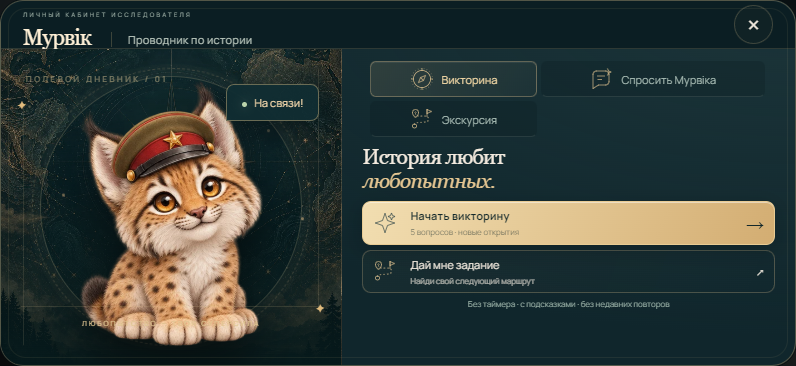 ЛИЧНЫЙ КАБИНЕТ ИССЛЕДОВАТЕЛЯ
Мурвік
Проводник по истории
×
ПОЛЕВОЙ ДНЕВНИК / 01
На связи!
Викторина
Спросить Мурвіка
Экскурсия
История любит
любопытных.
Начать викторину
5 вопросов · новые открытия
→
Дай мне задание
Найди свой следующий маршрут
↗
Без таймера · с подсказками · без недавних повторов